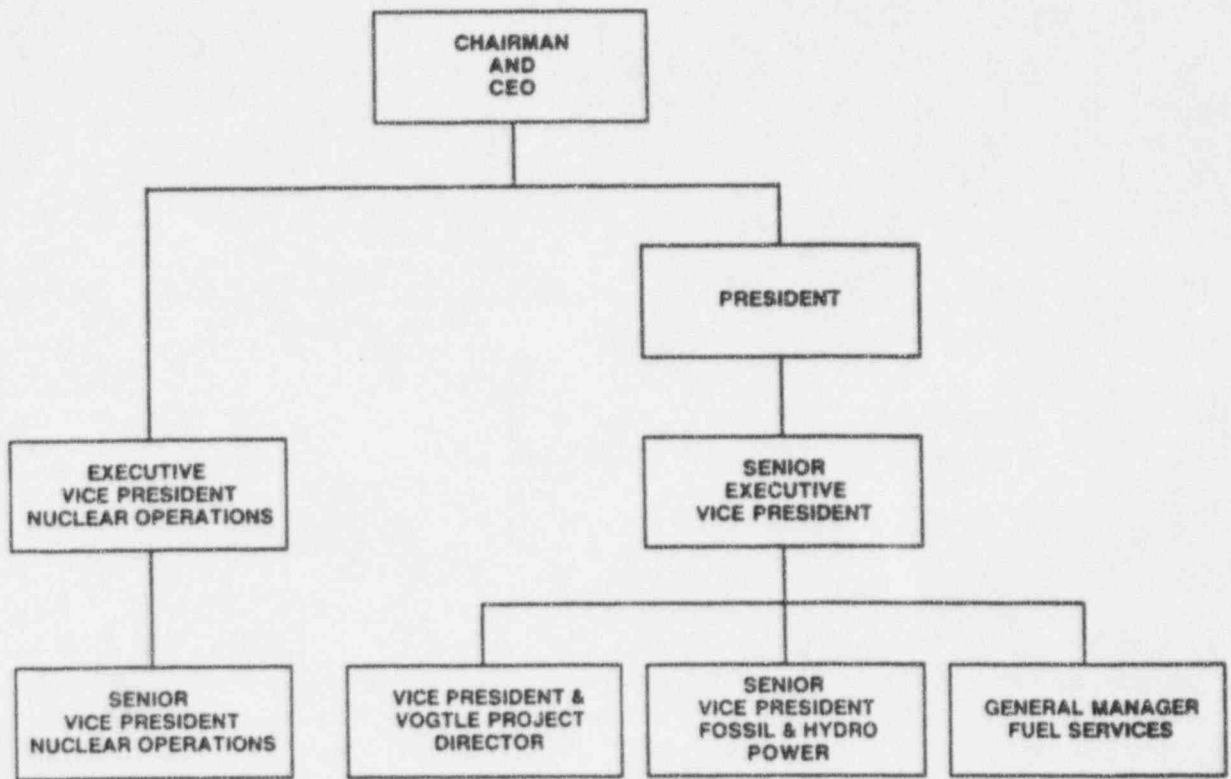 CHAIRMAN
AND
CEO
PRESIDENT
EXECUTIVE
VICE PRESIDENT
NUCLEAR OPERATIONS
SENIOR
EXECUTIVE
VICE PRESIDENT
SENIOR
VICE PRESIDENT
NUCLEAR OPERATIONS
VICE PRESIDENT &
VOGTLE PROJECT
DIRECTOR
SENIOR
VICE PRESIDENT
FOSSIL & HYDRO
POWER
GENERAL MANAGER
FUEL SERVICES